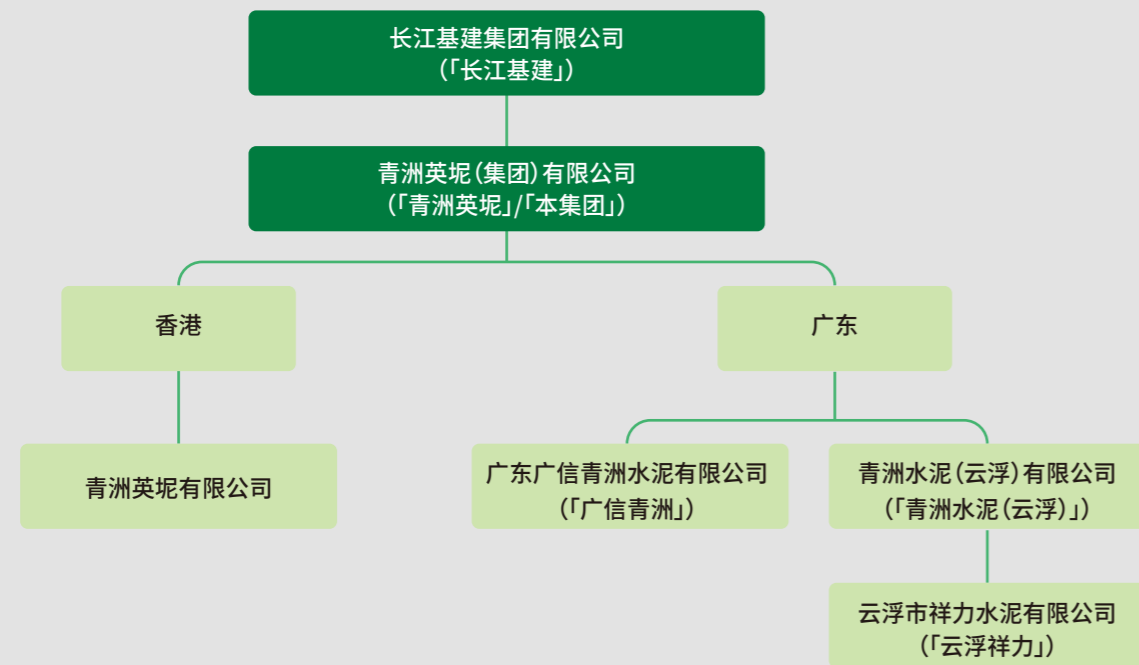 长江基建集团有限公司
（「长江基建」）
青洲英坭（集团）有限公司
（「青洲英坭」/「本集团」）
香港
广东
青洲英坭有限公司
广东广信青洲水泥有限公司
（「广信青洲」）
青洲水泥（云浮）有限公司
（「青洲水泥（云浮）」）
云浮市祥力水泥有限公司
（「云浮祥力」）